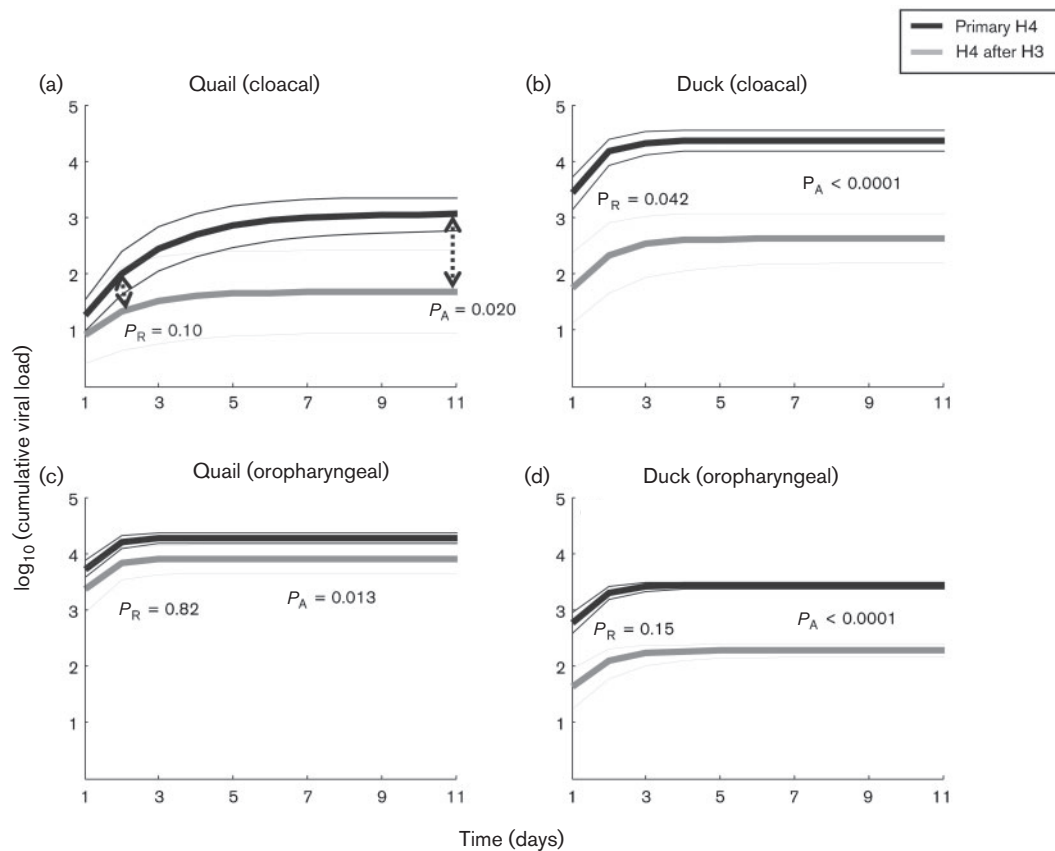 Primary H4
H4 after H3
(a) Quail (cloacal)
5
4
3
2
1
P_R = 0.10
P_A = 0.020
1 3 5 7 9 11
(b) Duck (cloacal)
5
4
3
2
1
P_R = 0.042
P_A < 0.0001
1 3 5 7 9 11
log10 (cumulative viral load)
(c) Quail (oropharyngeal)
5
4
3
2
1
P_R = 0.82
P_A = 0.013
1 3 5 7 9 11
(d) Duck (oropharyngeal)
5
4
3
2
1
P_R = 0.15
P_A < 0.0001
1 3 5 7 9 11
Time (days)